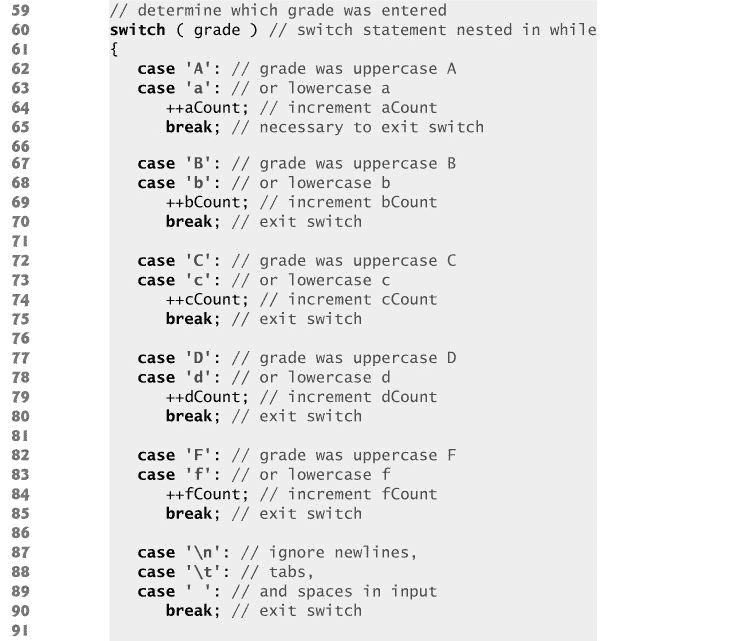 59 // determine which grade was entered
60 switch ( grade ) // switch statement nested in while
61 {
62 case 'A': // grade was uppercase A
63 case 'a': // or lowercase a
64 ++aCount; // increment aCount
65 break; // necessary to exit switch
66
67 case 'B': // grade was uppercase B
68 case 'b': // or lowercase b
69 ++bCount; // increment bCount
70 break; // exit switch
71
72 case 'C': // grade was uppercase C
73 case 'c': // or lowercase c
74 ++cCount; // increment cCount
75 break; // exit switch
76
77 case 'D': // grade was uppercase D
78 case 'd': // or lowercase d
79 ++dCount; // increment dCount
80 break; // exit switch
81
82 case 'F': // grade was uppercase F
83 case 'f': // or lowercase f
84 ++fCount; // increment fCount
85 break; // exit switch
86
87 case '\n': // ignore newlines,
88 case '\t': // tabs,
89 case ' ': // and spaces in input
90 break; // exit switch
91